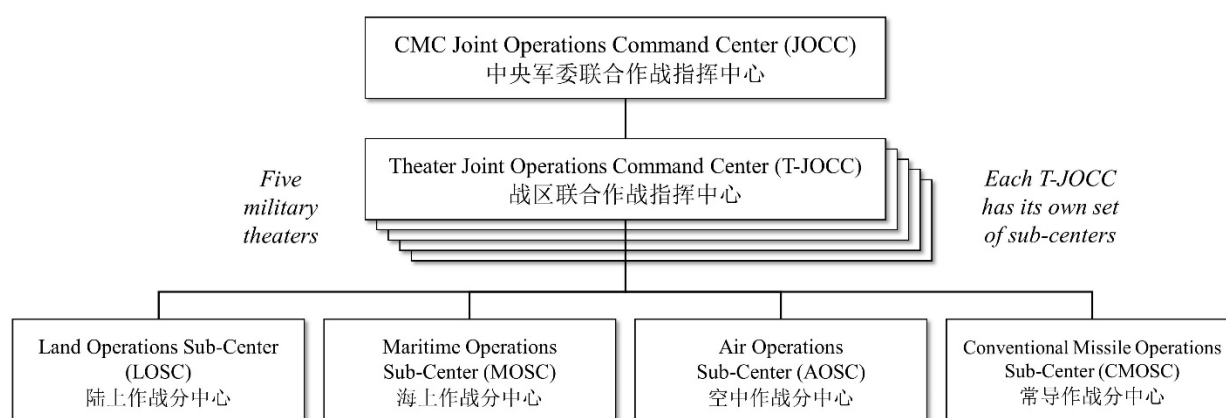 CMC Joint Operations Command Center (JOCC)
中央军委联合作战指挥中心
Theater Joint Operations Command Center (T-JOCC)
战区联合作战指挥中心
Five
military
theaters
Each T-JOCC
has its own set
of sub-centers
Land Operations Sub-Center
(LOSC)
陆上作战分中心
Maritime Operations
Sub-Center (MOSC)
海上作战分中心
Air Operations
Sub-Center (AOSC)
空中作战分中心
Conventional Missile Operations
Sub-Center (CMOSC)
常导作战分中心